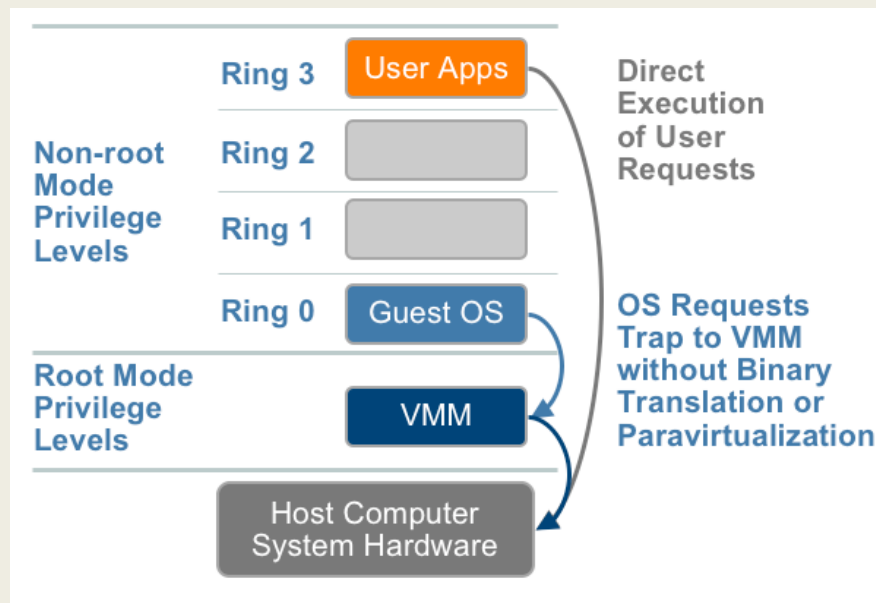 Ring 3
User Apps
Direct
Execution
of User
Requests
Non-root
Mode
Privilege
Levels
Ring 2
Ring 1
Ring 0
Guest OS
OS Requests
Trap to VMM
without Binary
Translation or
Paravirtualization
Root Mode
Privilege
Levels
VMM
Host Computer
System Hardware